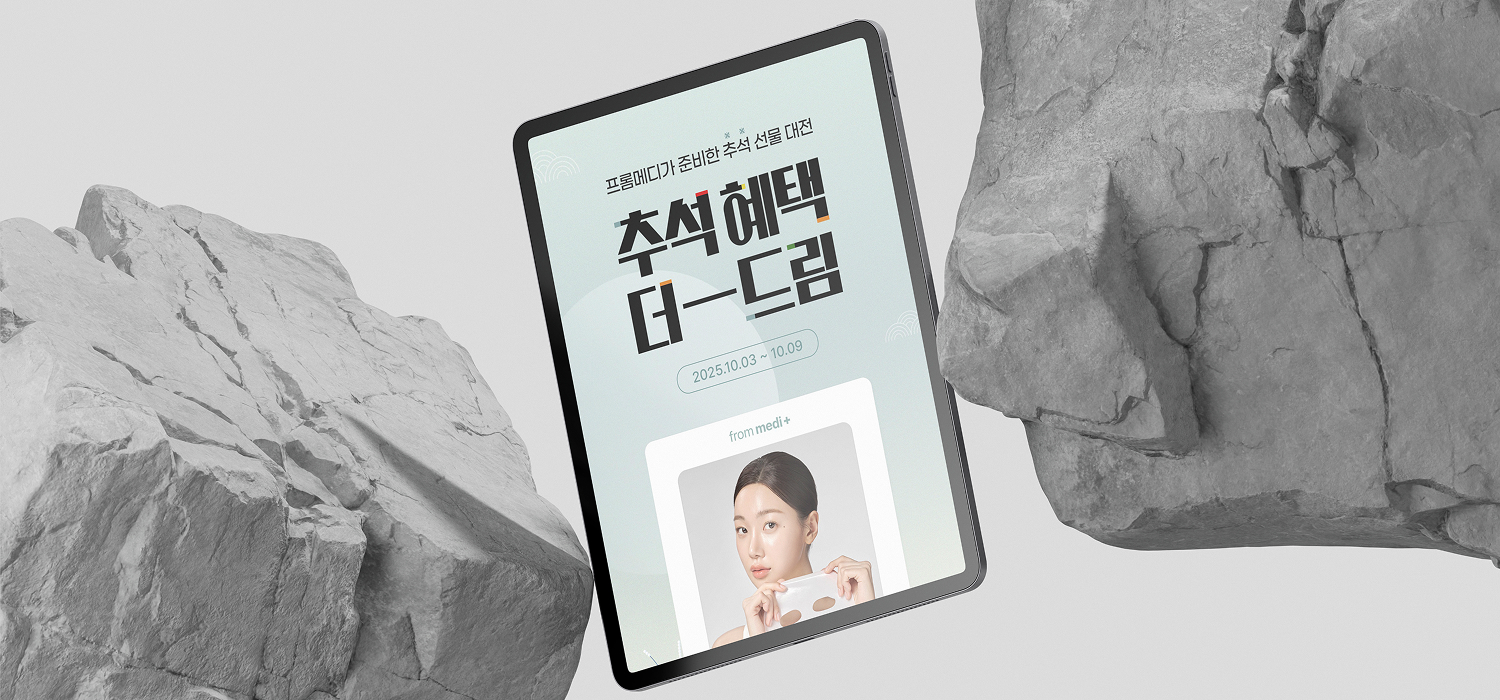 프롬메디가 준비한 추석 선물 대전
추석 혜택
더—드림
2025.10.03 ~ 10.09
from medi+